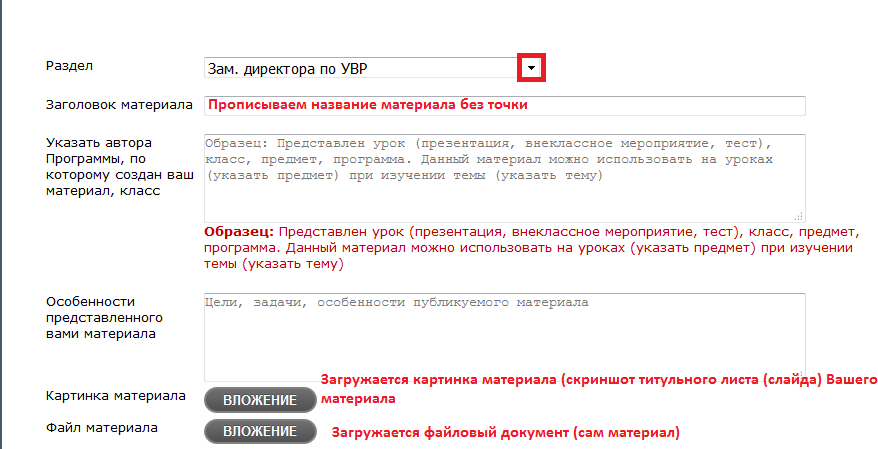 Раздел
Зам. директора по УВР
Заголовок материала
Прописываем название материала без точки
Указать автора
Программы, по
которому создан ваш
материал, класс
Образец: Представлен урок (презентация, внеклассное мероприятие, тест),
класс, предмет, программа. Данный материал можно использовать на уроках
(указать предмет) при изучении темы (указать тему)
Образец: Представлен урок (презентация, внеклассное мероприятие, тест), класс, предмет,
программа. Данный материал можно использовать на уроках (указать предмет) при изучении
темы (указать тему)
Особенности
представленного
вами материала
Цели, задачи, особенности публикуемого материала
Картинка материала
ВЛОЖЕНИЕ
Загружается картинка материала (скриншот титульного листа (слайда) Вашего
материала
Файл материала
ВЛОЖЕНИЕ
Загружается файловый документ (сам материал)